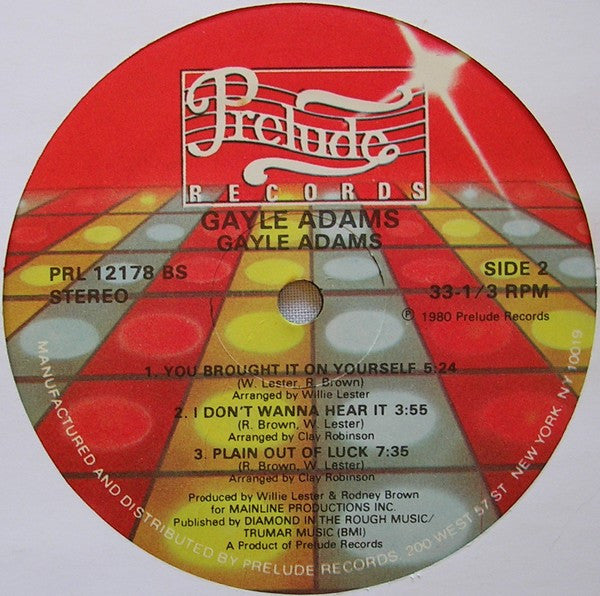 Prelude
RECORDS
GAYLE ADAMS
GAYLE ADAMS
PRL 12178 BS
STEREO
SIDE 2
33-1/3 RPM
℗ 1980 Prelude Records
1. YOU BROUGHT IT ON YOURSELF 5:24
(W. Lester, R. Brown)
Arranged by Willie Lester
2. I DON'T WANNA HEAR IT 3:55
(R. Brown, W. Lester)
Arranged by Clay Robinson
3. PLAIN OUT OF LUCK 7:35
(R. Brown, W. Lester)
Arranged by Clay Robinson
Produced by Willie Lester & Rodney Brown
for MAINLINE PRODUCTIONS INC.
Published by DIAMOND IN THE ROUGH MUSIC/
TRUMAR MUSIC (BMI)
A Product of Prelude Records
MANUFACTURED AND DISTRIBUTED BY PRELUDE RECORDS, 200 WEST 57 ST. NEW YORK, NY 10019